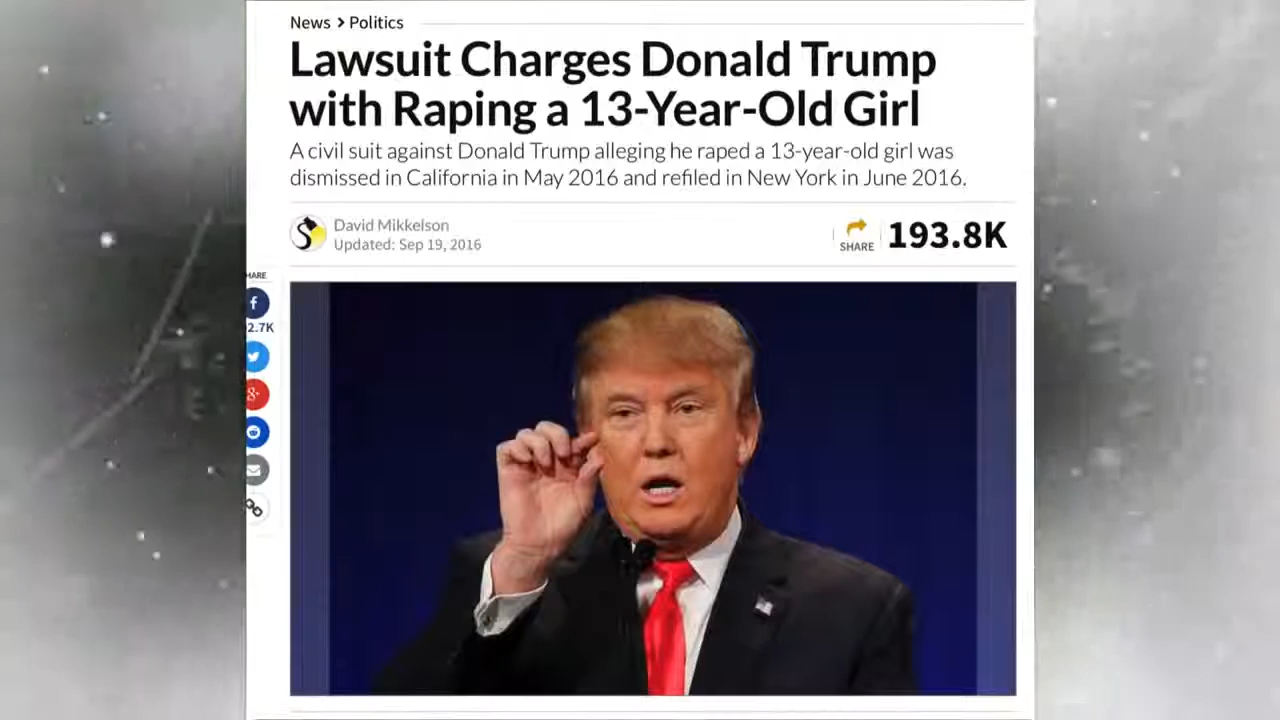 News > Politics
Lawsuit Charges Donald Trump
with Raping a 13-Year-Old Girl
A civil suit against Donald Trump alleging he raped a 13-year-old girl was
dismissed in California in May 2016 and refiled in New York in June 2016.
David Mikkelson
Updated: Sep 19, 2016
SHARE
193.8K
HARE
2.7K